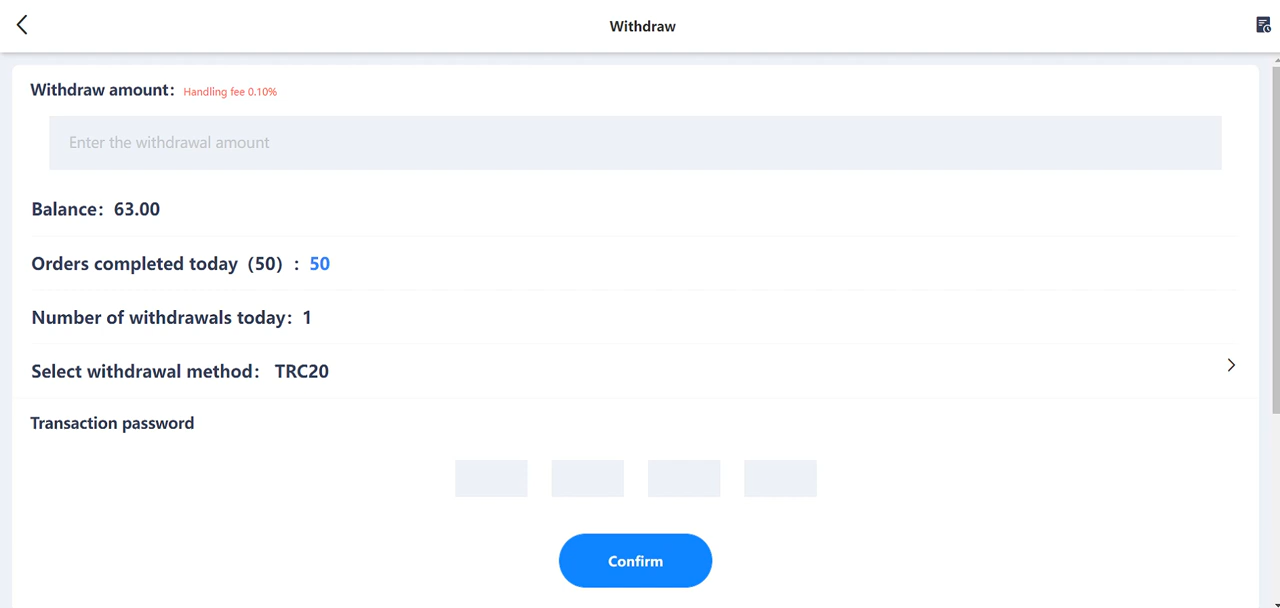 Withdraw
Withdraw amount： Handling fee 0.10%
Enter the withdrawal amount
Balance：63.00
Orders completed today（50）：50
Number of withdrawals today：1
Select withdrawal method： TRC20
Transaction password
Confirm